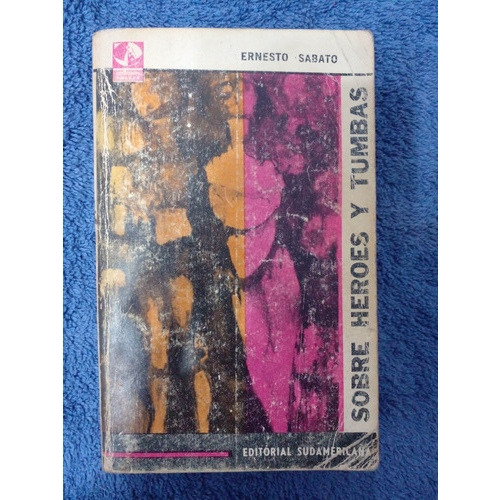 ERNESTO SABATO
SOBRE HEROES Y TUMBAS
EDITORIAL SUDAMERICANA